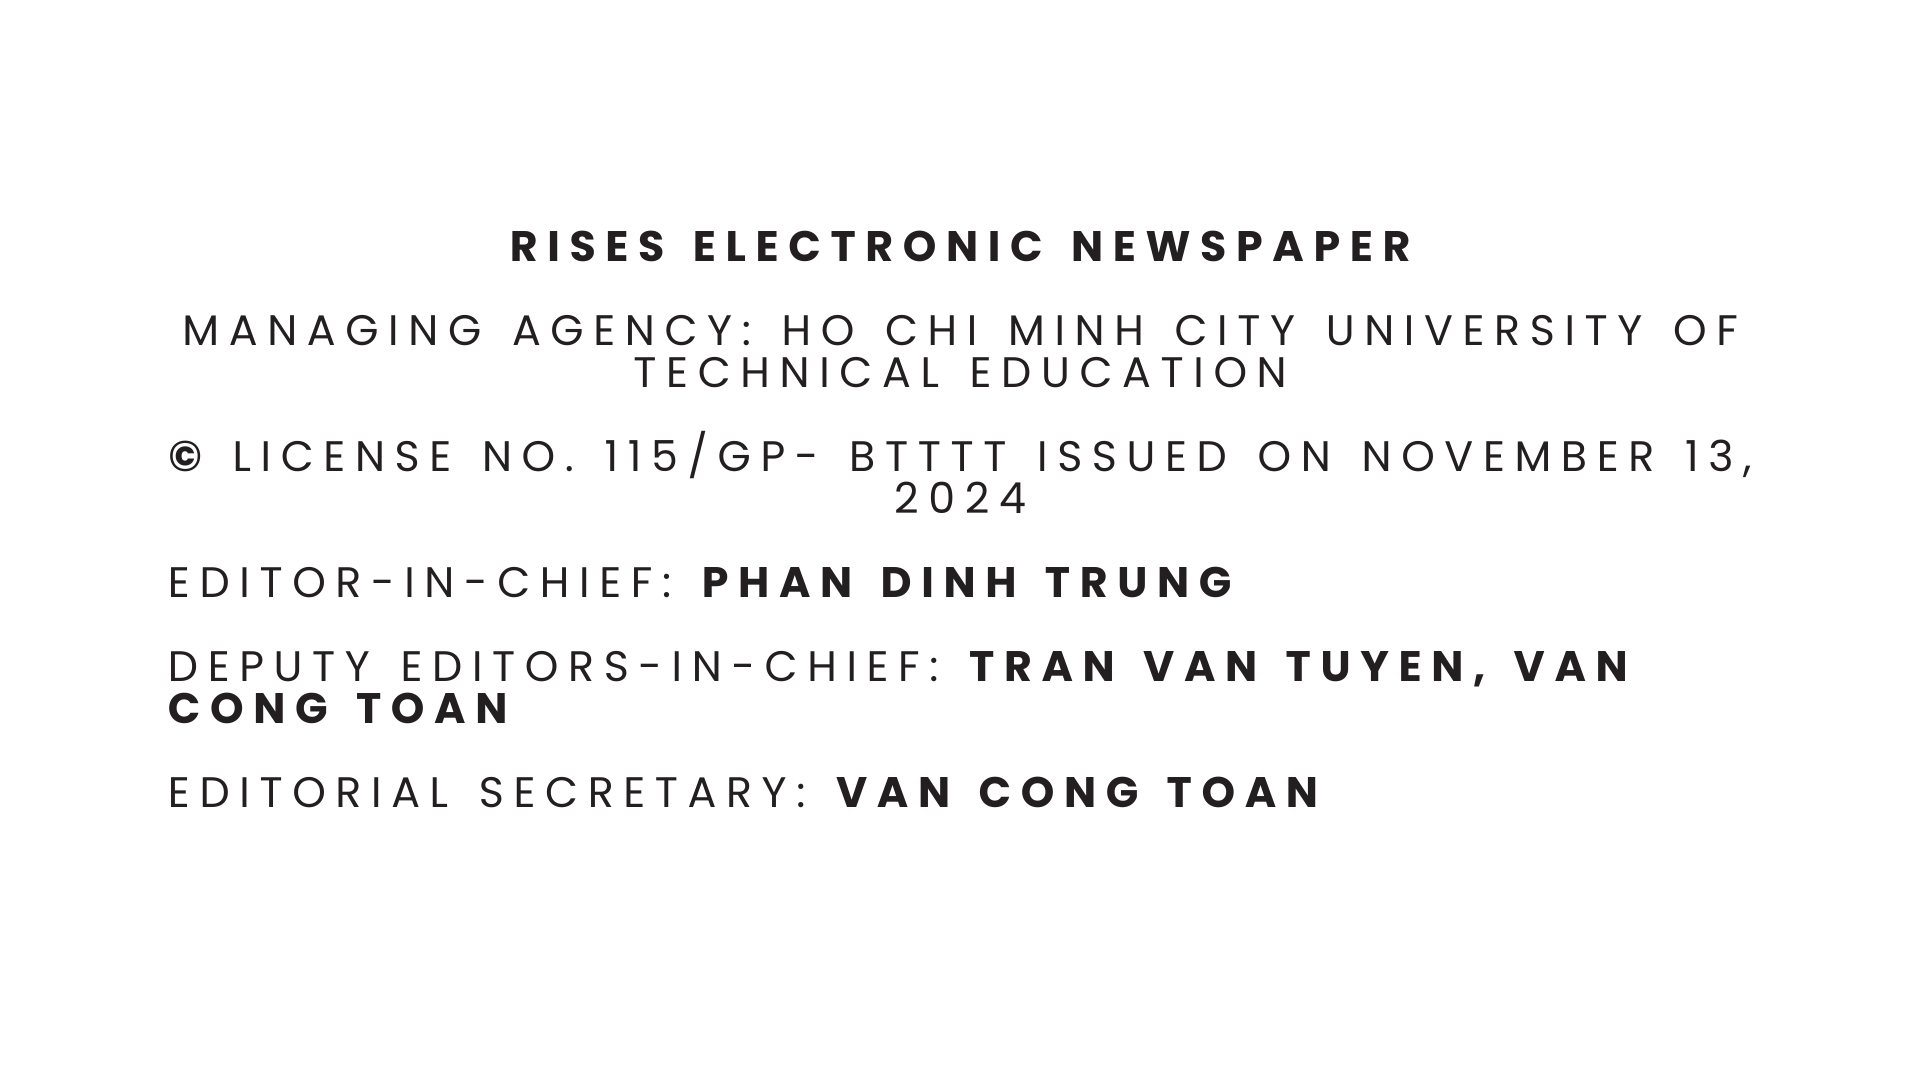 RISES ELECTRONIC NEWSPAPER
MANAGING AGENCY: HO CHI MINH CITY UNIVERSITY OF
TECHNICAL EDUCATION
© LICENSE NO. 115/GP- BTTTT ISSUED ON NOVEMBER 13,
2024
EDITOR-IN-CHIEF: PHAN DINH TRUNG
DEPUTY EDITORS-IN-CHIEF: TRAN VAN TUYEN, VAN
CONG TOAN
EDITORIAL SECRETARY: VAN CONG TOAN